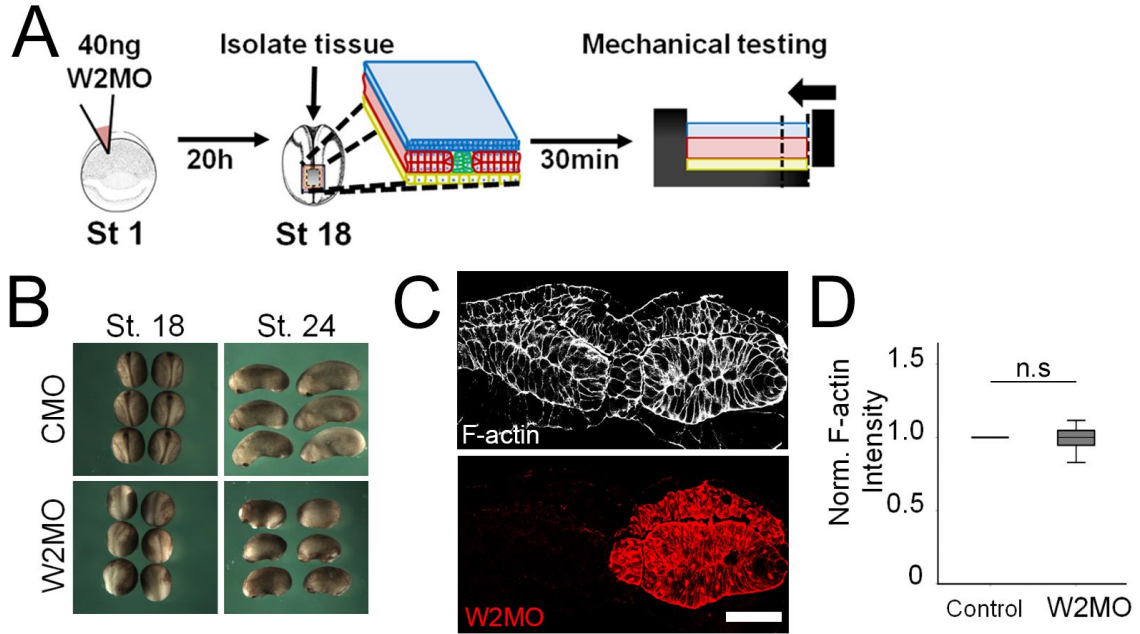 A
40ng
W2MO
Isolate tissue
Mechanical testing
20h
30min
St 1
St 18
B
St. 18
St. 24
CMO
W2MO
C
F-actin
W2MO
D
Norm. F-actin
Intensity
1.5
1.0
0.5
0
n.s
Control
W2MO